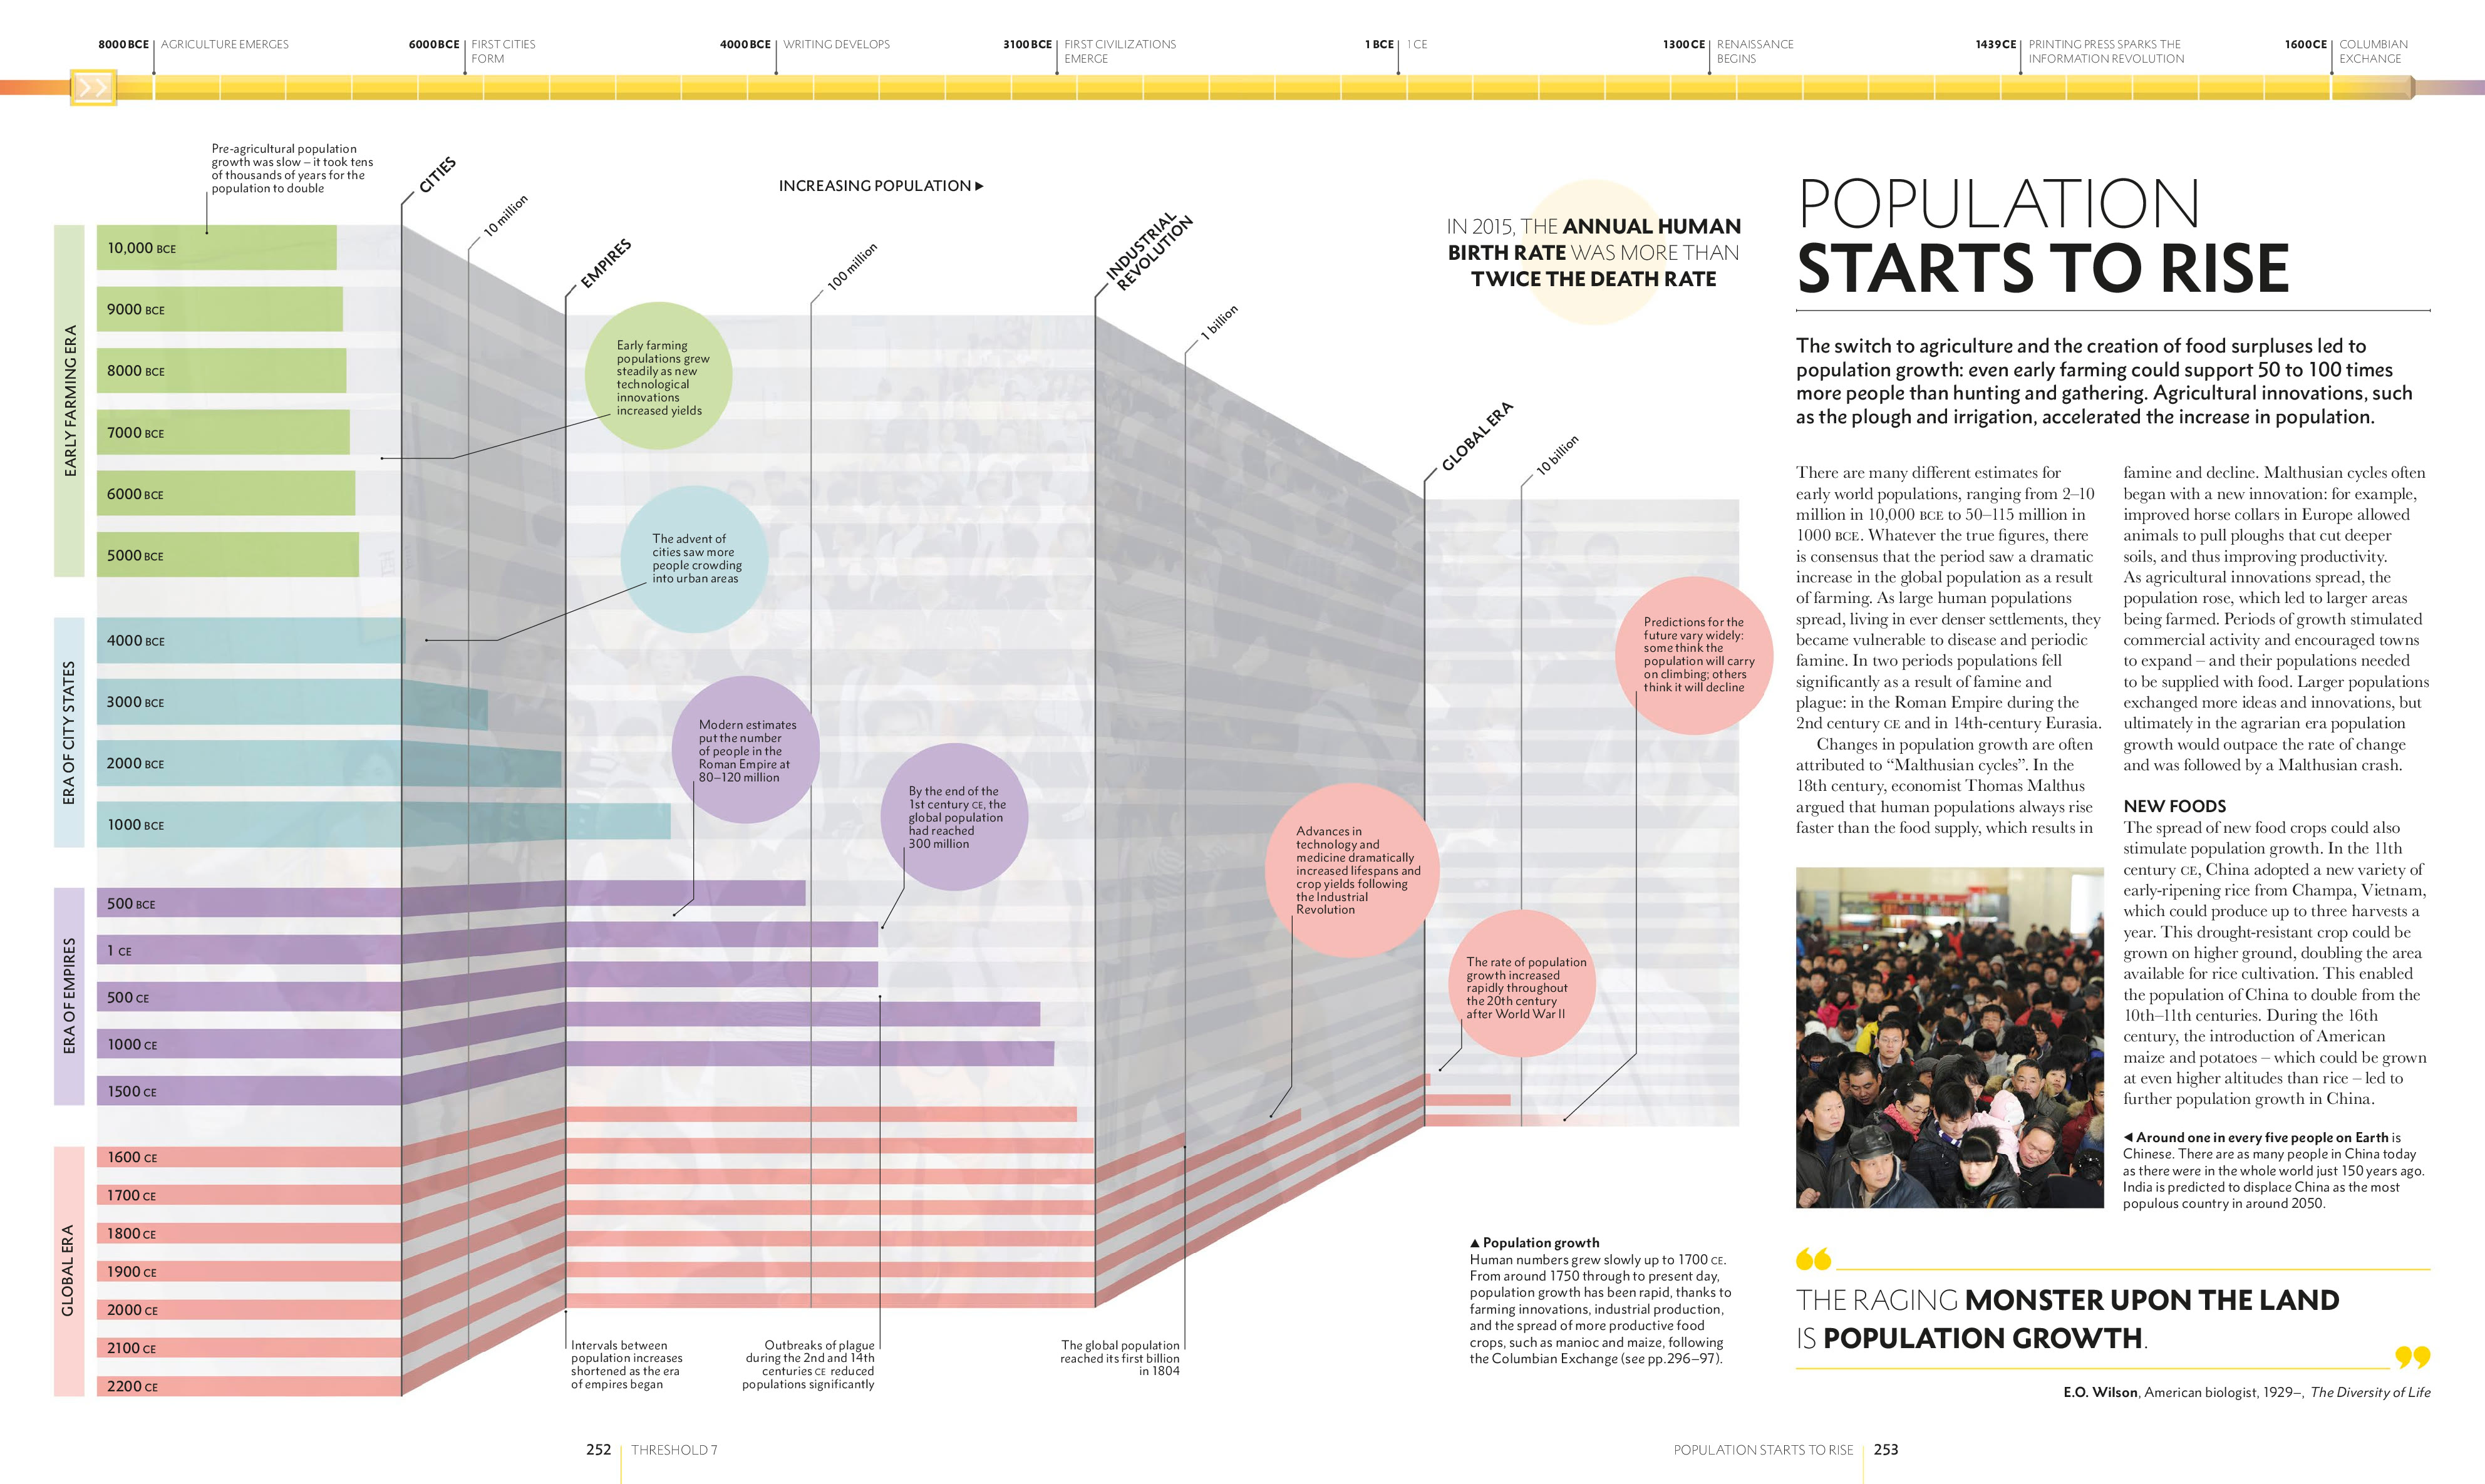 8000 BCE AGRICULTURE EMERGES
6000 BCE FIRST CITIES
FORM
4000 BCE WRITING DEVELOPS
3100 BCE FIRST CIVILIZATIONS
EMERGE
1 BCE 1 CE
1300 CE RENAISSANCE
BEGINS
1439 CE PRINTING PRESS SPARKS THE
INFORMATION REVOLUTION
1600 CE COLUMBIAN
EXCHANGE
Pre-agricultural population
growth was slow – it took tens
of thousands of years for the
population to double
CITIES
10 million
EMPIRES
INCREASING POPULATION ▶
100 million
INDUSTRIAL
REVOLUTION
1 billion
GLOBAL ERA
10 billion
EARLY FARMING ERA
10,000 BCE
9000 BCE
8000 BCE
7000 BCE
6000 BCE
5000 BCE
ERA OF CITY STATES
4000 BCE
3000 BCE
2000 BCE
1000 BCE
ERA OF EMPIRES
500 BCE
1 CE
500 CE
1000 CE
1500 CE
GLOBAL ERA
1600 CE
1700 CE
1800 CE
1900 CE
2000 CE
2100 CE
2200 CE
Early farming
populations grew
steadily as new
technological
innovations
increased yields
The advent of
cities saw more
people crowding
into urban areas
Modern estimates
put the number
of people in the
Roman Empire at
80–120 million
By the end of the
1st century CE, the
global population
had reached
300 million
Advances in
technology and
medicine dramatically
increased lifespans and
crop yields following
the Industrial
Revolution
The rate of population
growth increased
rapidly throughout
the 20th century
after World War II
Predictions for the
future vary widely:
some think the
population will carry
on climbing; others
think it will decline
Intervals between
population increases
shortened as the era
of empires began
Outbreaks of plague
during the 2nd and 14th
centuries CE reduced
populations significantly
The global population
reached its first billion
in 1804
IN 2015, THE ANNUAL HUMAN
BIRTH RATE WAS MORE THAN
TWICE THE DEATH RATE
▲ Population growth
Human numbers grew slowly up to 1700 CE.
From around 1750 through to present day,
population growth has been rapid, thanks to
farming innovations, industrial production,
and the spread of more productive food
crops, such as manioc and maize, following
the Columbian Exchange (see pp.296–97).
POPULATION
STARTS TO RISE
The switch to agriculture and the creation of food surpluses led to
population growth: even early farming could support 50 to 100 times
more people than hunting and gathering. Agricultural innovations, such
as the plough and irrigation, accelerated the increase in population.
There are many different estimates for
early world populations, ranging from 2–10
million in 10,000 BCE to 50–115 million in
1000 BCE. Whatever the true figures, there
is consensus that the period saw a dramatic
increase in the global population as a result
of farming. As large human populations
spread, living in ever denser settlements, they
became vulnerable to disease and periodic
famine. In two periods populations fell
significantly as a result of famine and
plague: in the Roman Empire during the
2nd century CE and in 14th-century Eurasia.
Changes in population growth are often
attributed to “Malthusian cycles”. In the
18th century, economist Thomas Malthus
argued that human populations always rise
faster than the food supply, which results in
famine and decline. Malthusian cycles often
began with a new innovation: for example,
improved horse collars in Europe allowed
animals to pull ploughs that cut deeper
soils, and thus improving productivity.
As agricultural innovations spread, the
population rose, which led to larger areas
being farmed. Periods of growth stimulated
commercial activity and encouraged towns
to expand – and their populations needed
to be supplied with food. Larger populations
exchanged more ideas and innovations, but
ultimately in the agrarian era population
growth would outpace the rate of change
and was followed by a Malthusian crash.
NEW FOODS
The spread of new food crops could also
stimulate population growth. In the 11th
century CE, China adopted a new variety of
early-ripening rice from Champa, Vietnam,
which could produce up to three harvests a
year. This drought-resistant crop could be
grown on higher ground, doubling the area
available for rice cultivation. This enabled
the population of China to double from the
10th–11th centuries. During the 16th
century, the introduction of American
maize and potatoes – which could be grown
at even higher altitudes than rice – led to
further population growth in China.
◀ Around one in every five people on Earth is
Chinese. There are as many people in China today
as there were in the whole world just 150 years ago.
India is predicted to displace China as the most
populous country in around 2050.
“
THE RAGING MONSTER UPON THE LAND
IS POPULATION GROWTH.
”
E.O. Wilson, American biologist, 1929–, The Diversity of Life
252 THRESHOLD 7
POPULATION STARTS TO RISE 253